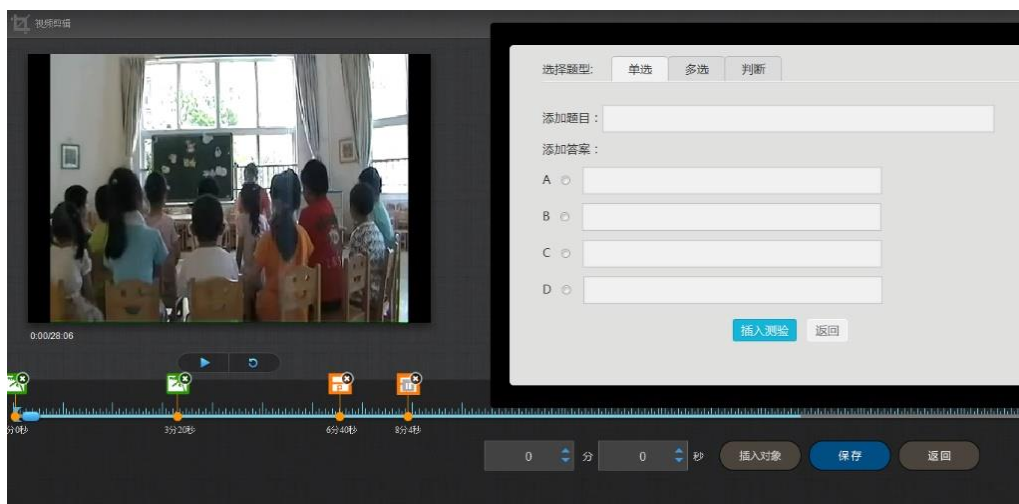 视频剪辑
选择题型: 单选 多选 判断
添加题目：
添加答案：
A
B
C
D
插入测验 返回
0:00/28:06
分0秒 3分20秒 6分40秒 8分4秒
0 分 0 秒 插入对象 保存 返回